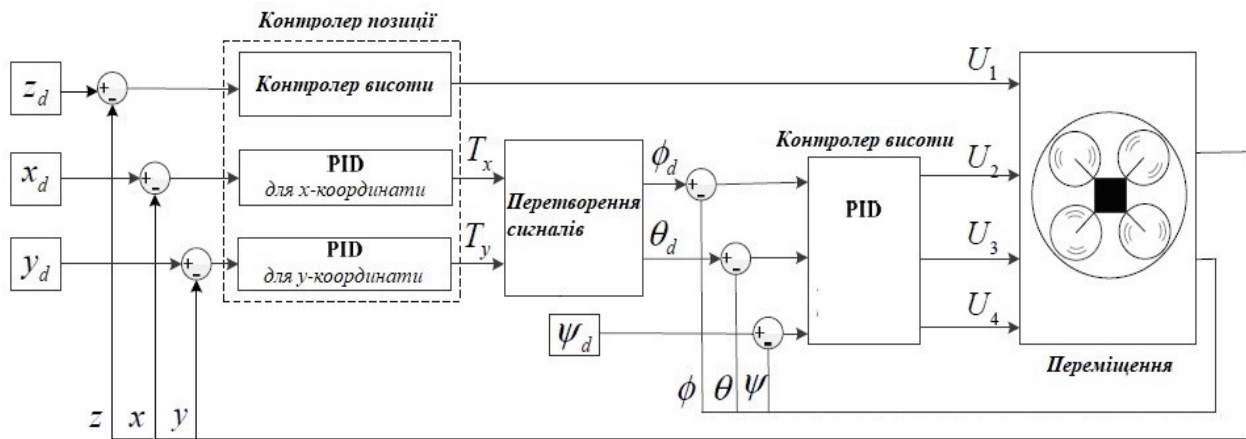 Контролер позиції
z_d
+
-
Контролер висоти
U_1
x_d
+
-
PID
для x-координати
T_x
Перетворення
сигналів
ϕ_d
+
-
Контролер висоти
PID
U_2
y_d
+
-
PID
для y-координати
T_y
θ_d
+
-
U_3
ψ_d
+
-
U_4
Переміщення
z x y
ϕ θ ψ